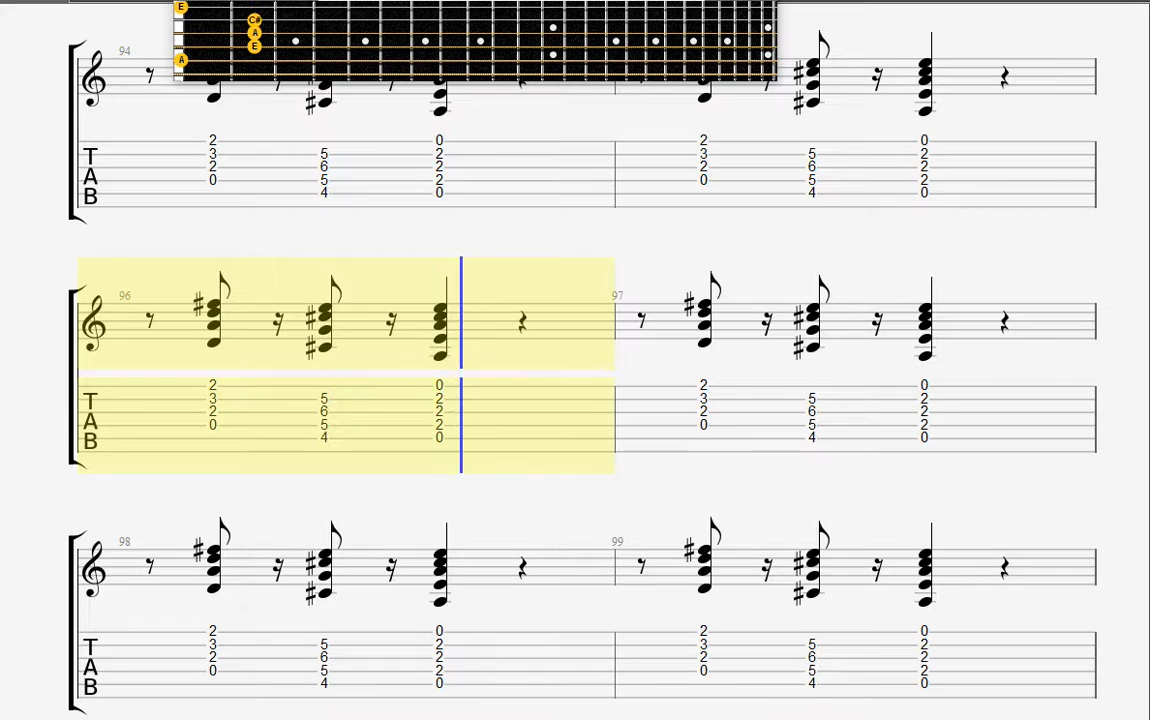 E
C#
A
E
A
94
2 2
3 5 2 3 5 2
T 2 6 2 2 6 2
A 0 5 2 0 5 2
B 4 0 4 0
0 0
96 97
2 0 2 0
T 3 5 2 3 5 2
2 6 2 2 6 2
A 0 5 2 0 5 2
B 4 0 4 0
98 99
2 0 2 0
T 3 5 2 3 5 2
2 6 2 2 6 2
A 0 5 2 0 5 2
B 4 0 4 0